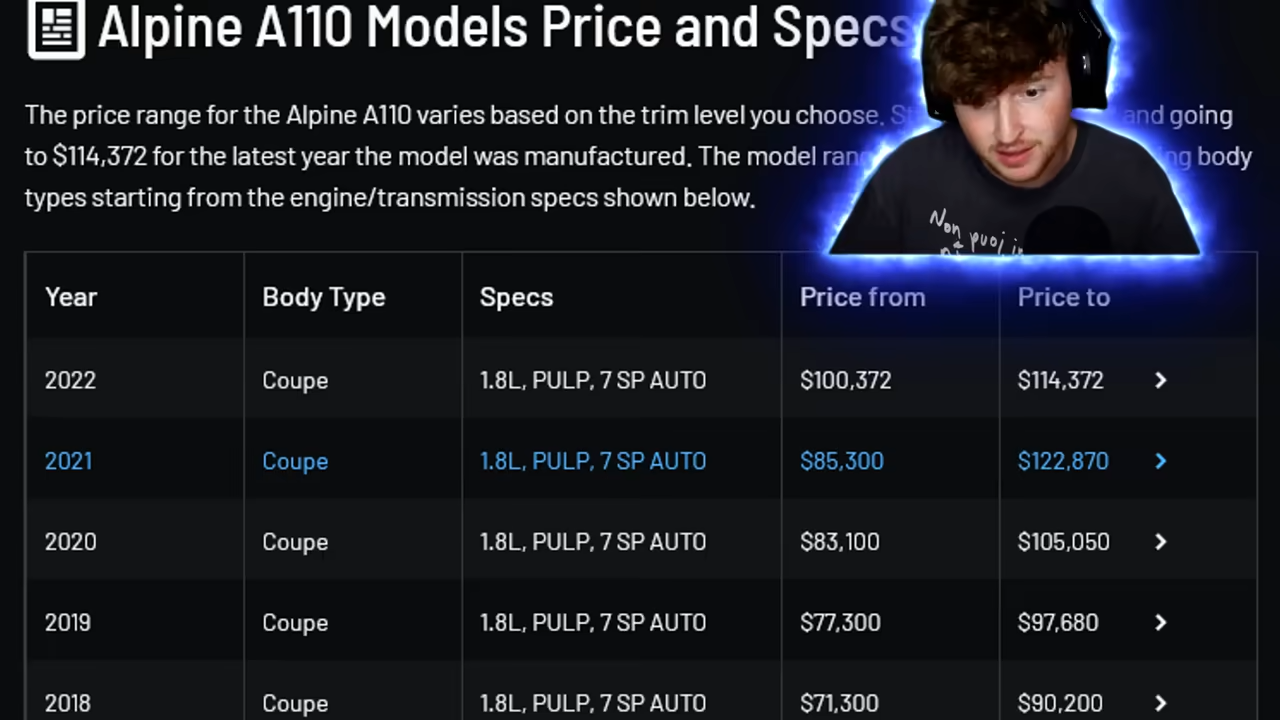 Alpine A110 Models Price and Specs
The price range for the Alpine A110 varies based on the trim level you choose. and going
to $114,372 for the latest year the model was manufactured. The model body
types starting from the engine/transmission specs shown below.
Non puoi
Year Body Type Specs Price from Price to
2022 Coupe 1.8L, PULP, 7 SP AUTO $100,372 $114,372
2021 Coupe 1.8L, PULP, 7 SP AUTO $85,300 $122,870
2020 Coupe 1.8L, PULP, 7 SP AUTO $83,100 $105,050
2019 Coupe 1.8L, PULP, 7 SP AUTO $77,300 $97,680
2018 Coupe 1.8L, PULP, 7 SP AUTO $71,300 $90,200